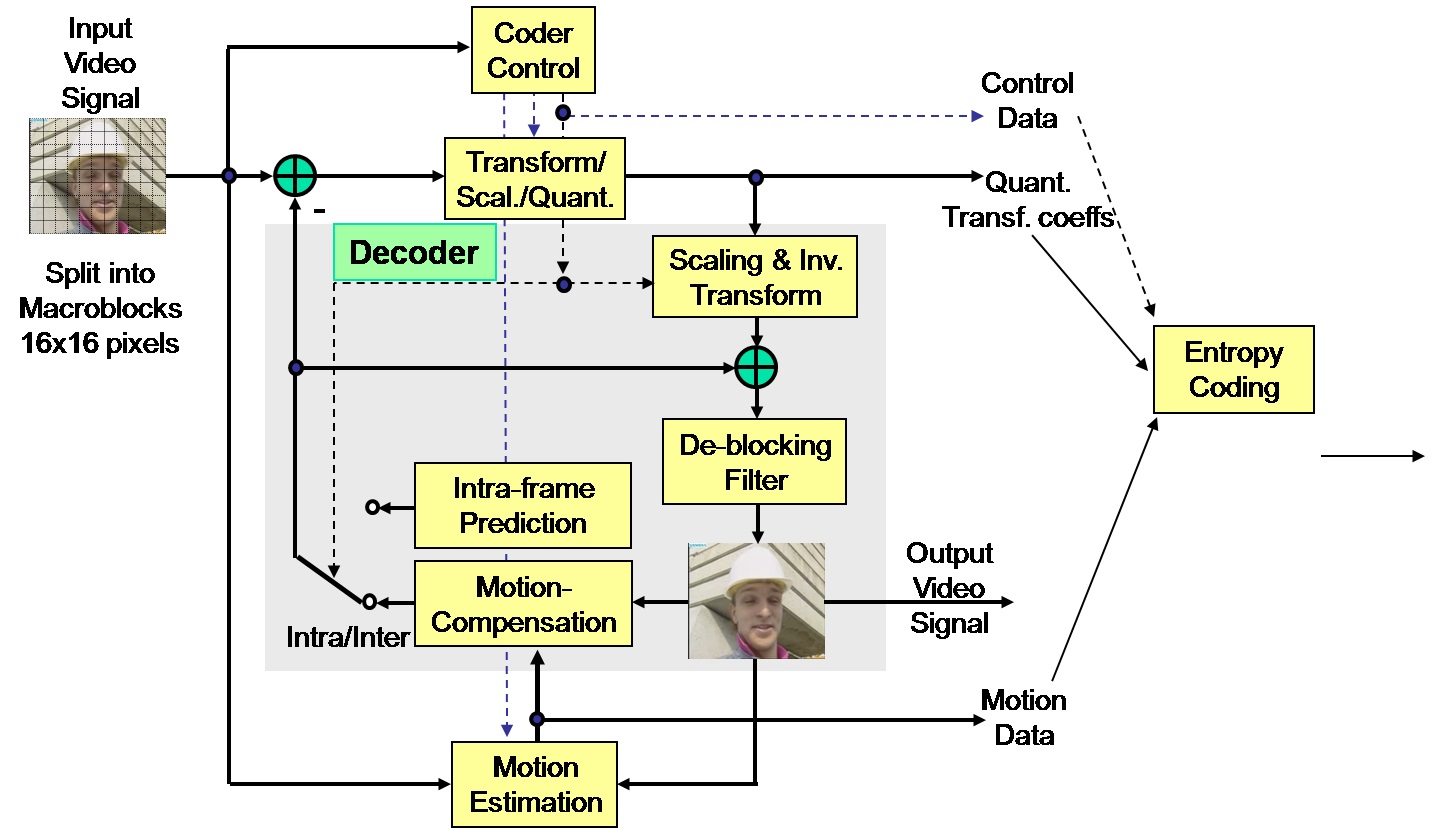 Input
Video
Signal
Coder
Control
Control
Data
Transform/
Scal./Quant.
-
Quant.
Transf. coeffs
Decoder
Scaling & Inv.
Transform
Split into
Macroblocks
16x16 pixels
Entropy
Coding
De-blocking
Filter
Intra-frame
Prediction
Output
Video
Signal
Motion-
Compensation
Intra/Inter
Motion
Data
Motion
Estimation